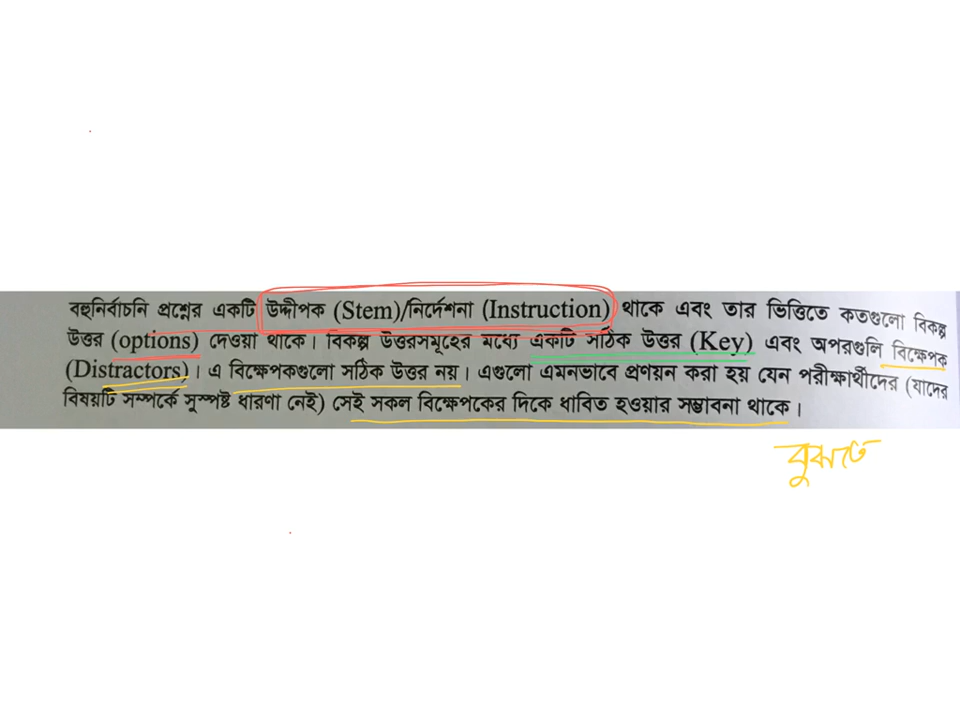 বহুনির্বাচনি প্রশ্নের একটি উদ্দীপক (Stem)/নির্দেশনা (Instruction) থাকে এবং তার ভিত্তিতে কতগুলো বিকল্প
উত্তর (options) দেওয়া থাকে। বিকল্প উত্তরসমূহের মধ্যে একটি সঠিক উত্তর (Key) এবং অপরগুলি বিক্ষেপক
(Distractors)। এ বিক্ষেপকগুলো সঠিক উত্তর নয়। এগুলো এমনভাবে প্রণয়ন করা হয় যেন পরীক্ষার্থীদের (যাদের
বিষয়টি সম্পর্কে সুস্পষ্ট ধারণা নেই) সেই সকল বিক্ষেপকের দিকে ধাবিত হওয়ার সম্ভাবনা থাকে।
বুঝতে